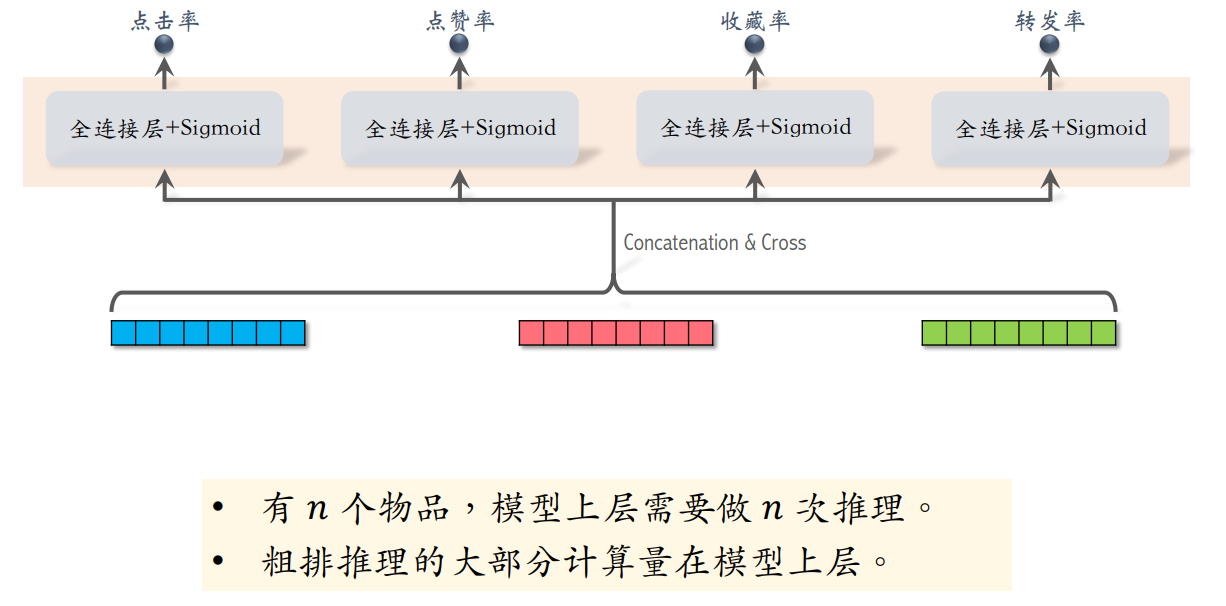 点击率 点赞率 收藏率 转发率
全连接层+Sigmoid 全连接层+Sigmoid 全连接层+Sigmoid 全连接层+Sigmoid
Concatenation & Cross
• 有 n 个物品，模型上层需要做 n 次推理。
• 粗排推理的大部分计算量在模型上层。